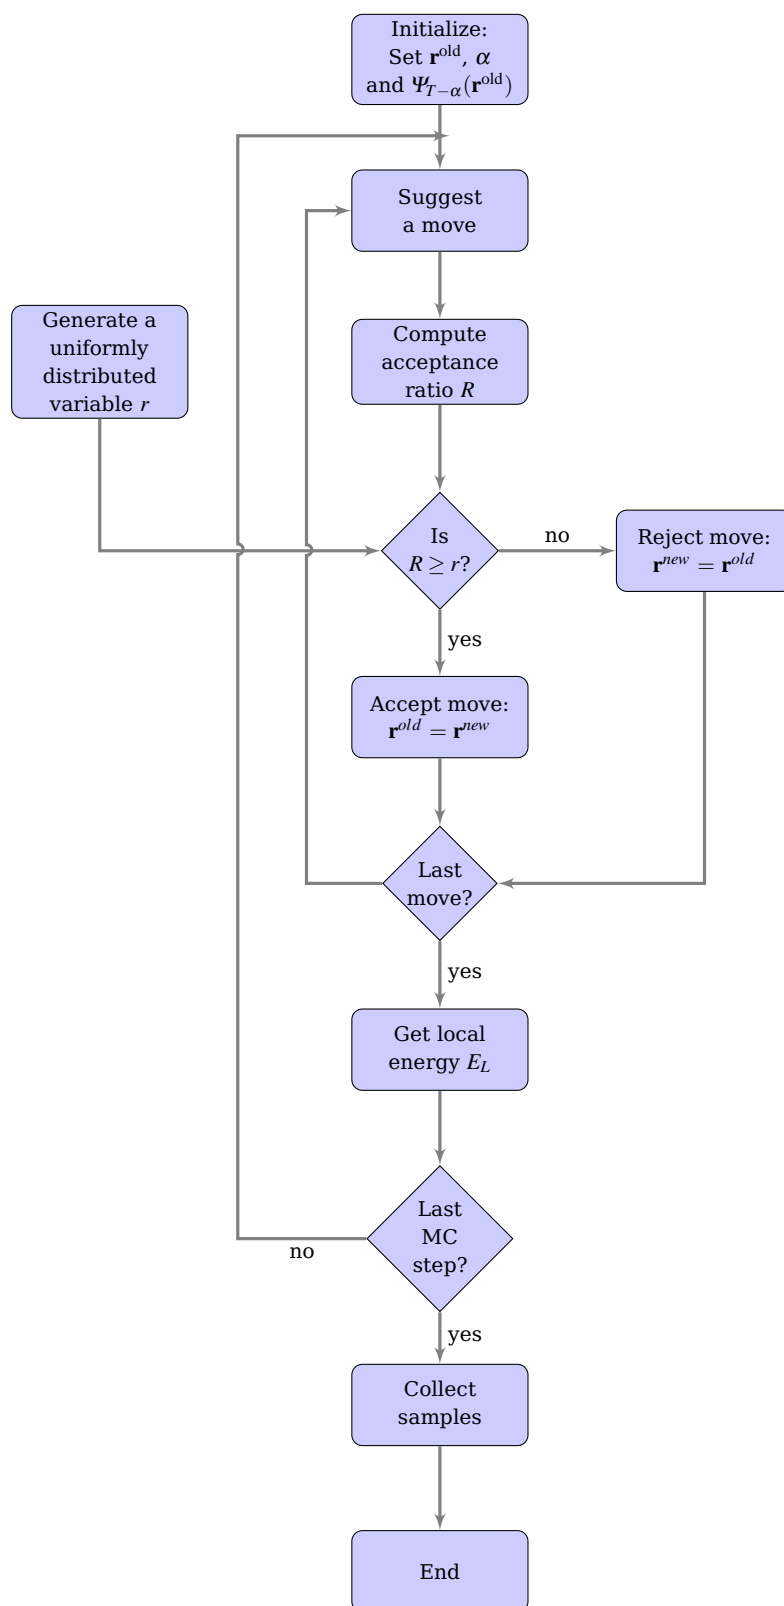 Initialize:
Set r^old, α
and Ψ_{T−α}(r^old)
Suggest
a move
Generate a
uniformly
distributed
variable r
Compute
acceptance
ratio R
Is
R ≥ r?
no
Reject move:
r^new = r^old
yes
Accept move:
r^old = r^new
Last
move?
yes
Get local
energy E_L
Last
MC
step?
no
yes
Collect
samples
End